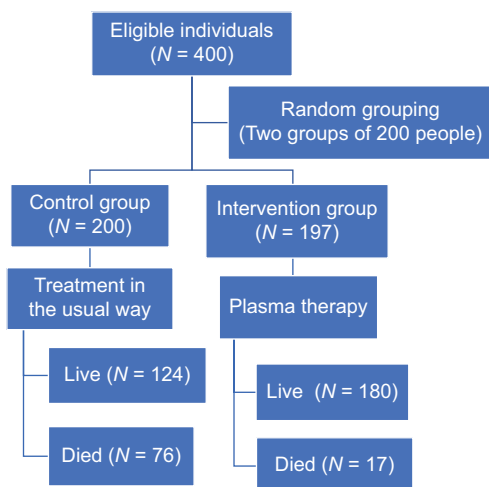 Eligible individuals
(N = 400)
Random grouping
(Two groups of 200 people)
Control group
(N = 200)
Intervention group
(N = 197)
Treatment in
the usual way
Plasma therapy
Live (N = 124)
Live (N = 180)
Died (N = 76)
Died (N = 17)